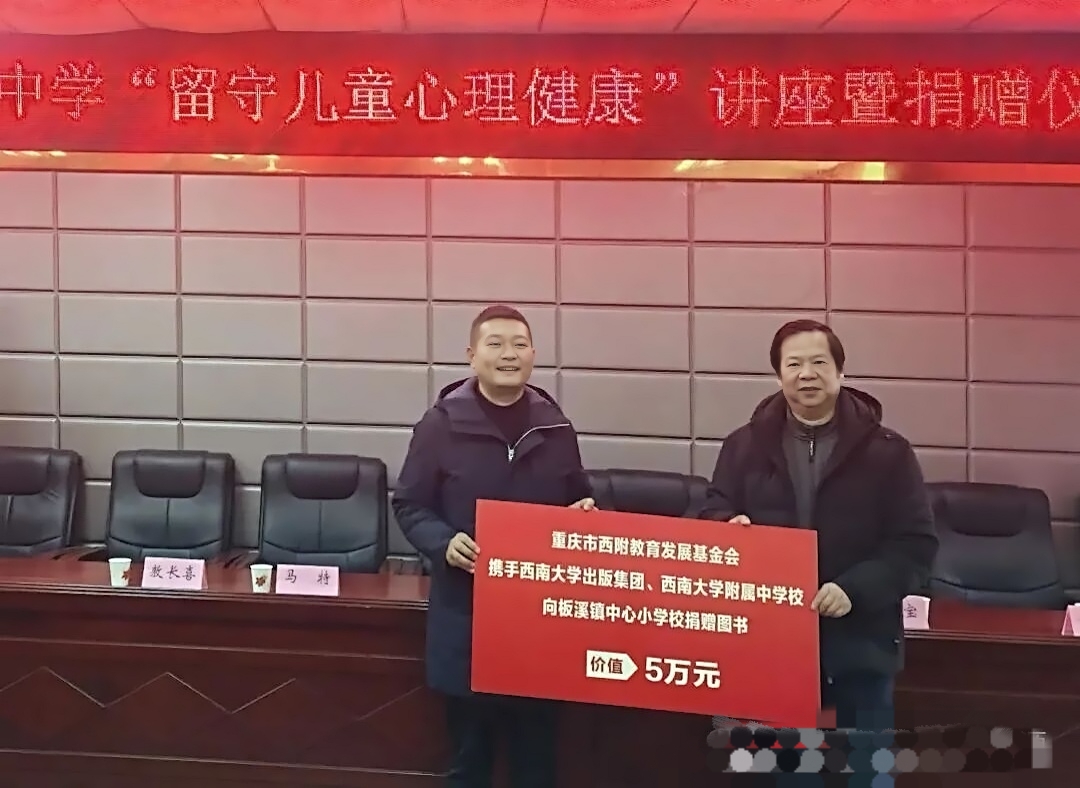 中学“留守儿童心理健康”讲座暨捐赠仪
重庆市西附教育发展基金会
携手西南大学出版集团、西南大学附属中学校
向板溪镇中心小学校捐赠图书
价值 5万元
敖长喜
马特
宝